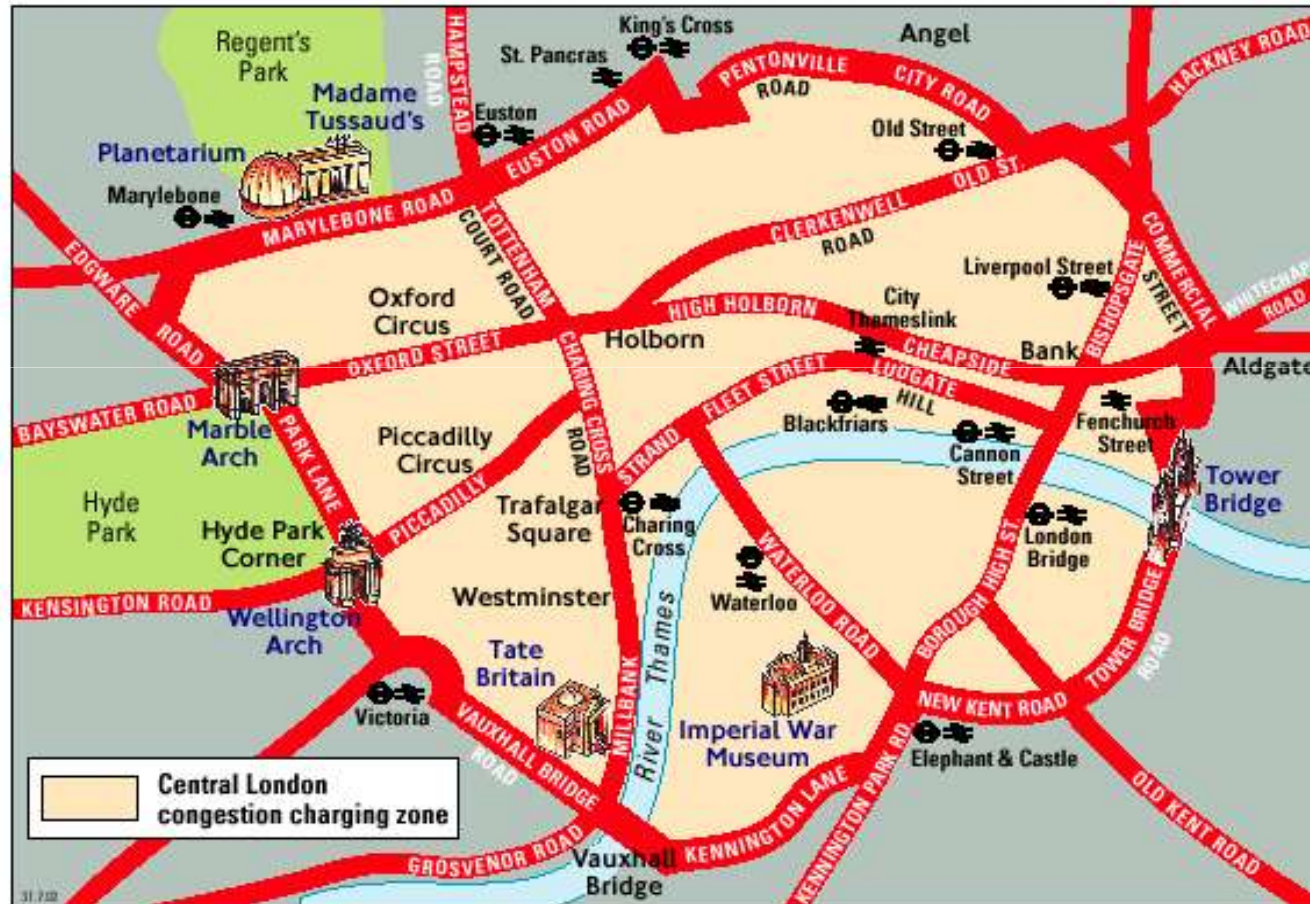 Regent's
Park
Madame
Tussaud's
Planetarium
Marylebone
HAMPSTEAD
ROAD
St. Pancras
King's Cross
Euston
EUSTON ROAD
PENTONVILLE
ROAD
Angel
CITY ROAD
HACKNEY ROAD
Old Street
OLD ST.
MARYLEBONE ROAD
EDGWARE
ROAD
TOTTENHAM
COURT ROAD
CLERKENWELL
ROAD
COMMERCIAL
STREET
BISHOPSGATE
Liverpool Street
WHITECHAP
ROAD
Aldgate
Oxford
Circus
OXFORD STREET
Holborn
HIGH HOLBORN
City
Thameslink
CHEAPSIDE
Bank
BAYSWATER ROAD
Marble
Arch
PARK LANE
Piccadilly
Circus
PICCADILLY
CHARING CROSS
ROAD
STRAND
FLEET STREET
LUDGATE
HILL
Blackfriars
Cannon
Street
Fenchurch
Street
Tower
Bridge
Hyde
Park
Hyde Park
Corner
Trafalgar
Square
Charing
Cross
London
Bridge
KENSINGTON ROAD
Wellington
Arch
Westminster
Waterloo
WATERLOO ROAD
BOROUGH HIGH ST.
TOWER BRIDGE
ROAD
Tate
Britain
MILLBANK
River Thames
Imperial War
Museum
NEW KENT ROAD
Victoria
VAUXHALL BRIDGE
ROAD
Elephant & Castle
KENNINGTON PARK RD
KENNINGTON LANE
OLD KENT ROAD
Central London
congestion charging zone
GROSVENOR ROAD
Vauxhall
Bridge
31.7.02